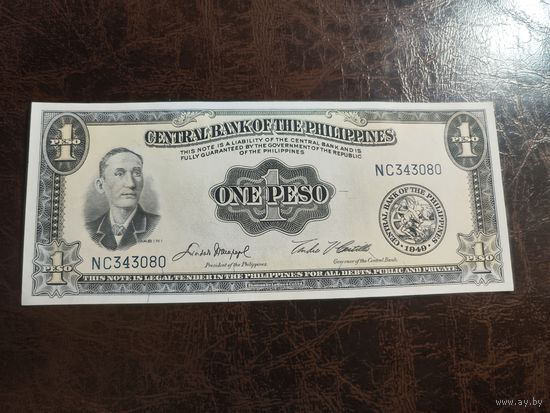 1
PESO
1
PESO
CENTRAL BANK OF THE PHILIPPINES
THIS NOTE IS A LIABILITY OF THE CENTRAL BANK AND IS
FULLY GUARANTEED BY THE GOVERNMENT OF THE REPUBLIC
OF THE PHILIPPINES
NC343080
ONE PESO
1
MABINI
CENTRAL BANK OF THE PHILIPPINES
1949
NC343080
President of the Philippines
Governor of the Central Bank
1
PESO
1
PESO
THIS NOTE IS LEGAL TENDER IN THE PHILIPPINES FOR ALL DEBTS, PUBLIC AND PRIVATE
www.ay.by